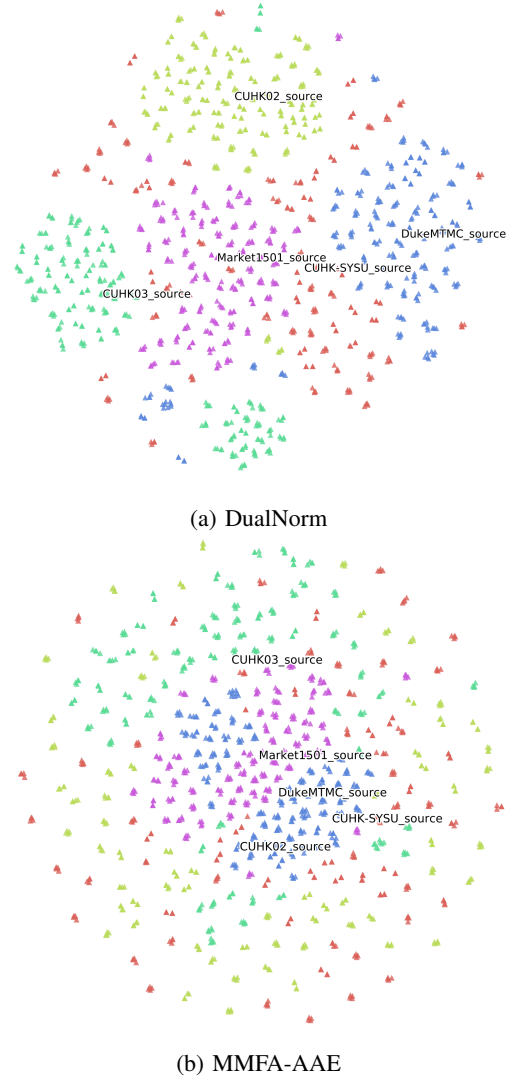 CUHK02_source
DukeMTMC_source
Market1501_source
CUHK-SYSU_source
CUHK03_source
(a) DualNorm
CUHK03_source
Market1501_source
DukeMTMC_source
CUHK-SYSU_source
CUHK02_source
(b) MMFA-AAE